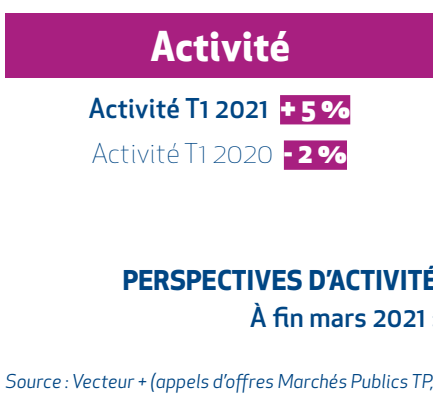 Activité
Activité T1 2021 + 5 %
Activité T1 2020 - 2 %
PERSPECTIVES D'ACTIVITÉ
À fin mars 2021 :
Source : Vecteur + (appels d'offres Marchés Publics TP,